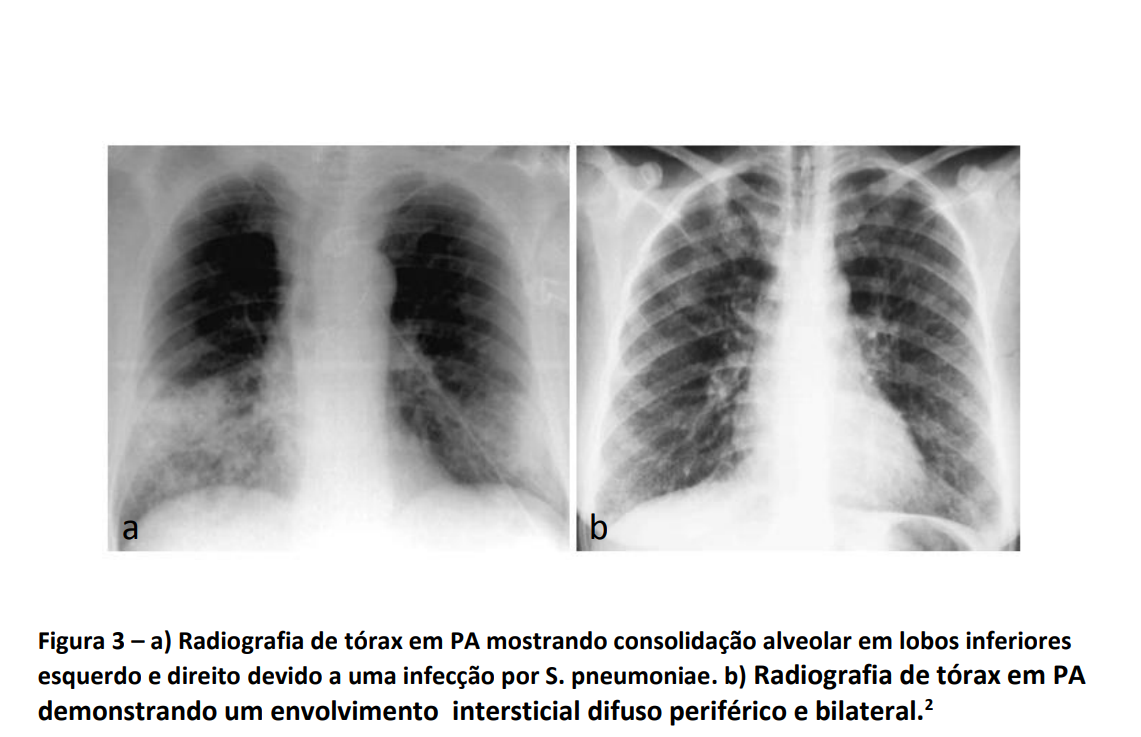 a
b
Figura 3 – a) Radiografia de tórax em PA mostrando consolidação alveolar em lobos inferiores
esquerdo e direito devido a uma infecção por S. pneumoniae. b) Radiografia de tórax em PA
demonstrando um envolvimento  intersticial difuso periférico e bilateral.²